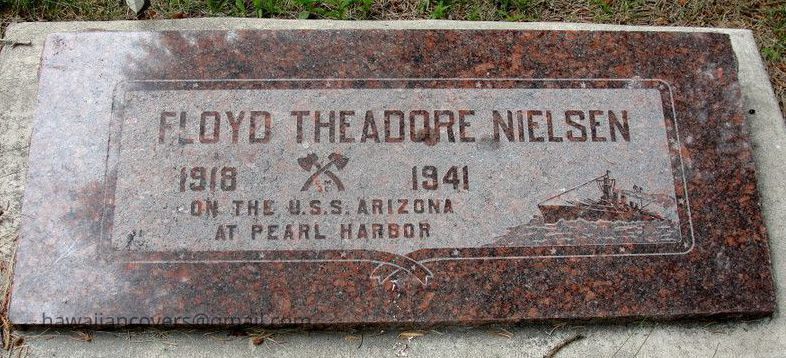 FLOYD THEADORE NIELSEN
1918 1941
ON THE U.S.S. ARIZONA
AT PEARL HARBOR
hawaiiancovers@gmail.com